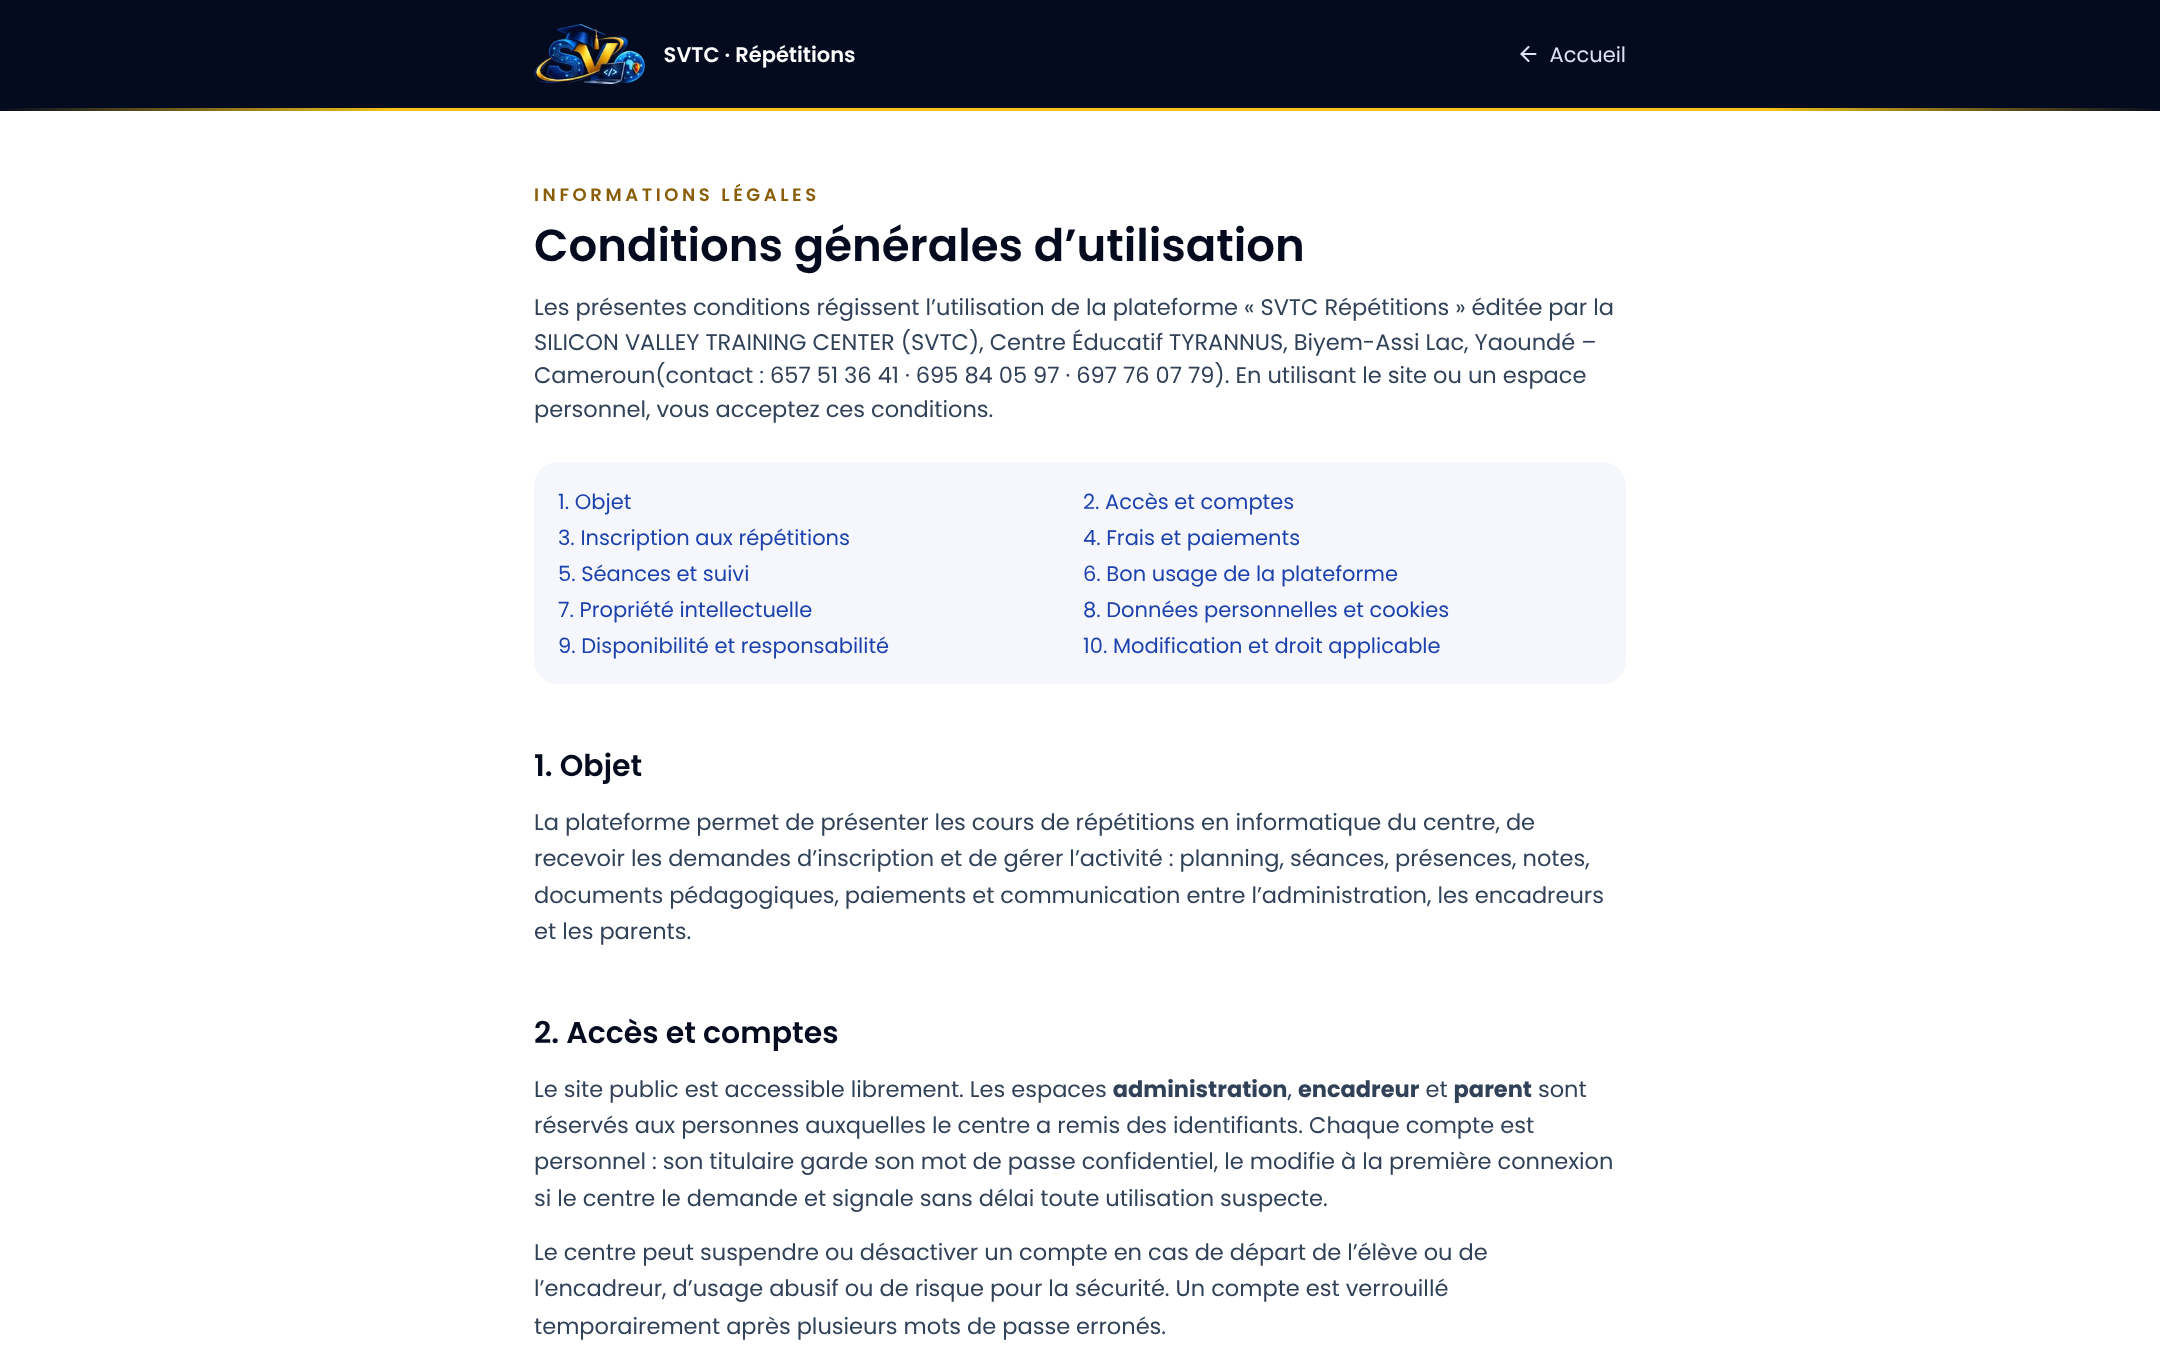 SV
</>
SVTC · Répétitions
← Accueil
INFORMATIONS LÉGALES
Conditions générales d’utilisation
Les présentes conditions régissent l’utilisation de la plateforme « SVTC Répétitions » éditée par la
SILICON VALLEY TRAINING CENTER (SVTC), Centre Éducatif TYRANNUS, Biyem-Assi Lac, Yaoundé –
Cameroun(contact : 657 51 36 41 · 695 84 05 97 · 697 76 07 79). En utilisant le site ou un espace
personnel, vous acceptez ces conditions.
1. Objet
2. Accès et comptes
3. Inscription aux répétitions
4. Frais et paiements
5. Séances et suivi
6. Bon usage de la plateforme
7. Propriété intellectuelle
8. Données personnelles et cookies
9. Disponibilité et responsabilité
10. Modification et droit applicable
1. Objet
La plateforme permet de présenter les cours de répétitions en informatique du centre, de
recevoir les demandes d’inscription et de gérer l’activité : planning, séances, présences, notes,
documents pédagogiques, paiements et communication entre l’administration, les encadreurs
et les parents.
2. Accès et comptes
Le site public est accessible librement. Les espaces administration, encadreur et parent sont
réservés aux personnes auxquelles le centre a remis des identifiants. Chaque compte est
personnel : son titulaire garde son mot de passe confidentiel, le modifie à la première connexion
si le centre le demande et signale sans délai toute utilisation suspecte.
Le centre peut suspendre ou désactiver un compte en cas de départ de l’élève ou de
l’encadreur, d’usage abusif ou de risque pour la sécurité. Un compte est verrouillé
temporairement après plusieurs mots de passe erronés.